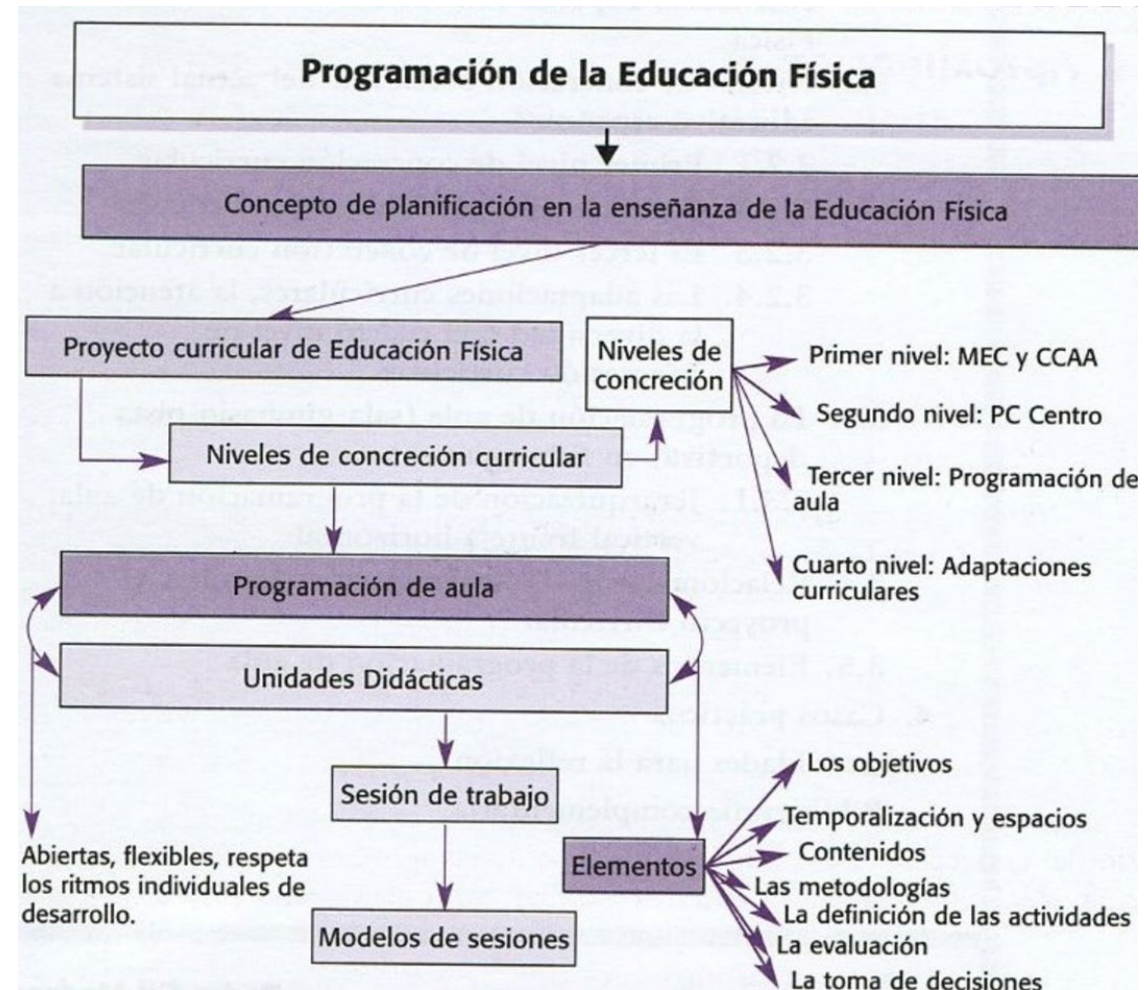 Programación de la Educación Física
Concepto de planificación en la enseñanza de la Educación Física
Proyecto curricular de Educación Física
Niveles de
concreción
Primer nivel: MEC y CCAA
Segundo nivel: PC Centro
Tercer nivel: Programación de
aula
Cuarto nivel: Adaptaciones
curriculares
Niveles de concreción curricular
Programación de aula
Unidades Didácticas
Sesión de trabajo
Modelos de sesiones
Abiertas, flexibles, respeta
los ritmos individuales de
desarrollo.
Elementos
Los objetivos
Temporalización y espacios
Contenidos
Las metodologías
La definición de las actividades
La evaluación
La toma de decisiones